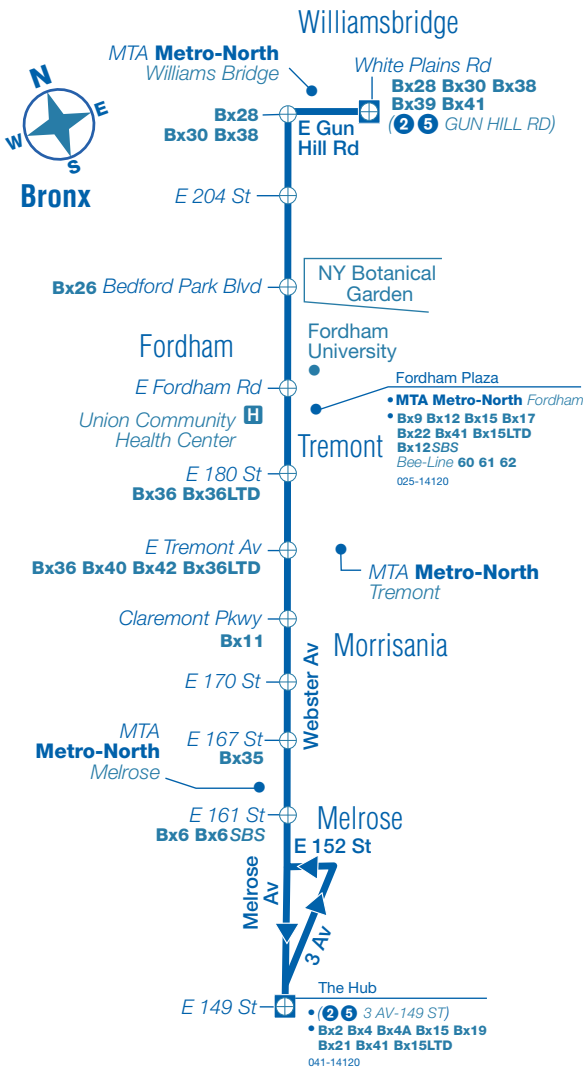 Williamsbridge
MTA Metro-North
Williams Bridge
White Plains Rd
Bx28 Bx30 Bx38
Bx39 Bx41
(2 5 GUN HILL RD)
N
E
W
S
Bronx
Bx28
Bx30 Bx38
E Gun
Hill Rd
E 204 St
Bx26 Bedford Park Blvd
NY Botanical
Garden
Fordham
Fordham
University
E Fordham Rd
Union Community
Health Center
H
Fordham Plaza
• MTA Metro-North Fordham
• Bx9 Bx12 Bx15 Bx17
Bx22 Bx41 Bx15LTD
Bx12SBS
Bee-Line 60 61 62
025-14120
Tremont
E 180 St
Bx36 Bx36LTD
E Tremont Av
Bx36 Bx40 Bx42 Bx36LTD
MTA Metro-North
Tremont
Claremont Pkwy
Bx11
Morrisania
E 170 St
Webster Av
E 167 St
Bx35
MTA
Metro-North
Melrose
E 161 St
Bx6 Bx6SBS
Melrose
E 152 St
Melrose
Av
3 Av
E 149 St
The Hub
• (2 5 3 AV-149 ST)
• Bx2 Bx4 Bx4A Bx15 Bx19
Bx21 Bx41 Bx15LTD
041-14120